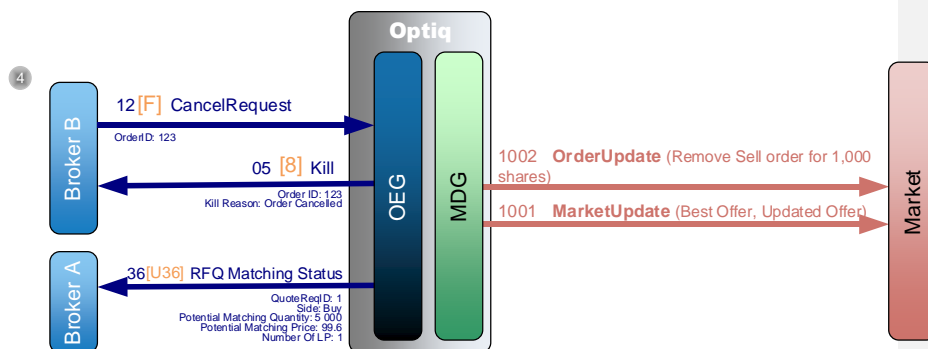 Optiq
4
Broker B
12 [F] CancelRequest
OrderID: 123
05 [8] Kill
Order ID: 123
Kill Reason: Order Cancelled
OEG
MDG
1002 OrderUpdate (Remove Sell order for 1,000
shares)
1001 MarketUpdate (Best Offer, Updated Offer)
Market
Broker A
36[U36] RFQ Matching Status
QuoteReqID: 1
Side: Buy
Potential Matching Quantity: 5 000
Potential Matching Price: 99.6
Number Of LP: 1